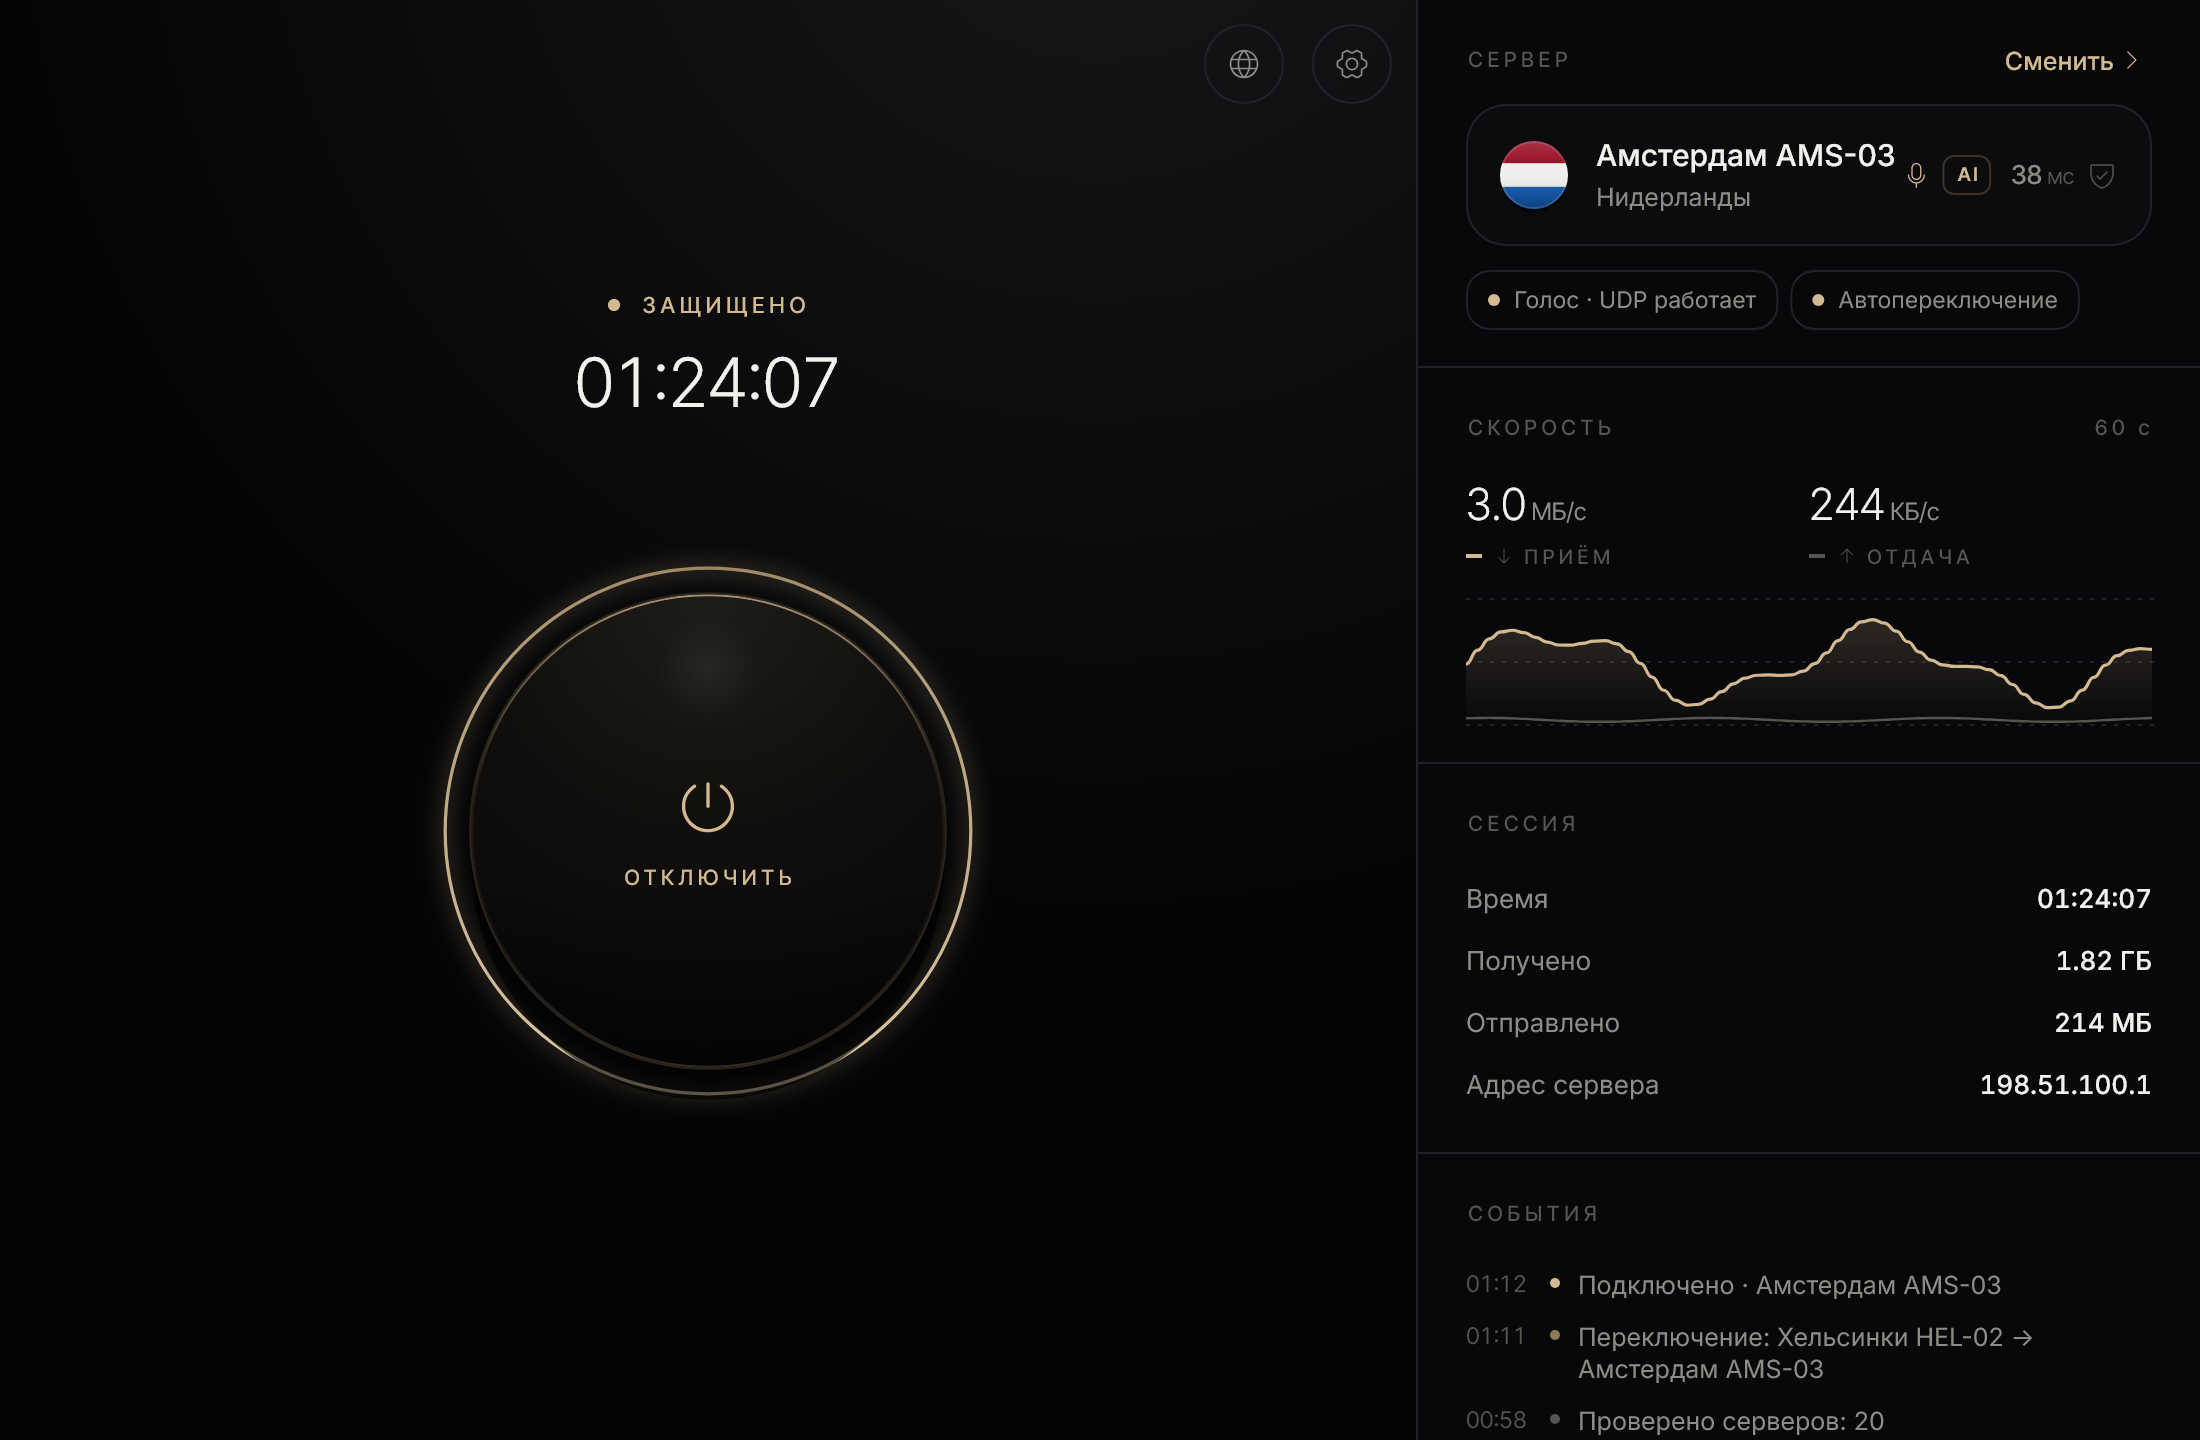 ЗАЩИЩЕНО
01:24:07
ОТКЛЮЧИТЬ
СЕРВЕР
Сменить
Амстердам AMS-03
Нидерланды
AI
38 мс
Голос · UDP работает
Автопереключение
СКОРОСТЬ
60 с
3.0 МБ/с
244 КБ/с
↓ ПРИЁМ
↑ ОТДАЧА
СЕССИЯ
Время
01:24:07
Получено
1.82 ГБ
Отправлено
214 МБ
Адрес сервера
198.51.100.1
СОБЫТИЯ
01:12 Подключено · Амстердам AMS-03
01:11 Переключение: Хельсинки HEL-02 →
Амстердам AMS-03
00:58 Проверено серверов: 20